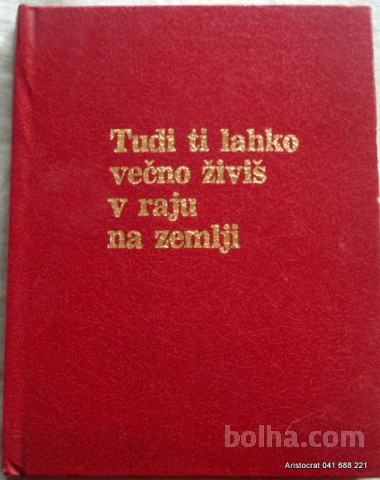 Tudi ti lahko
večno živiš
v raju
na zemlji
bolha.com
Aristocrat 041 688 221